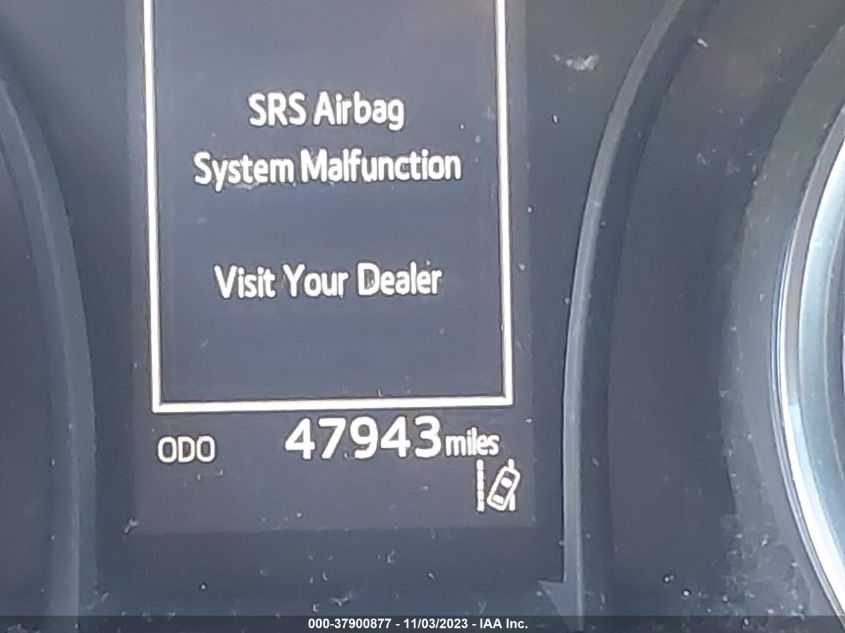 SRS Airbag
System Malfunction
Visit Your Dealer
ODO 47943 miles
000-37900877 - 11/03/2023 - IAA Inc.